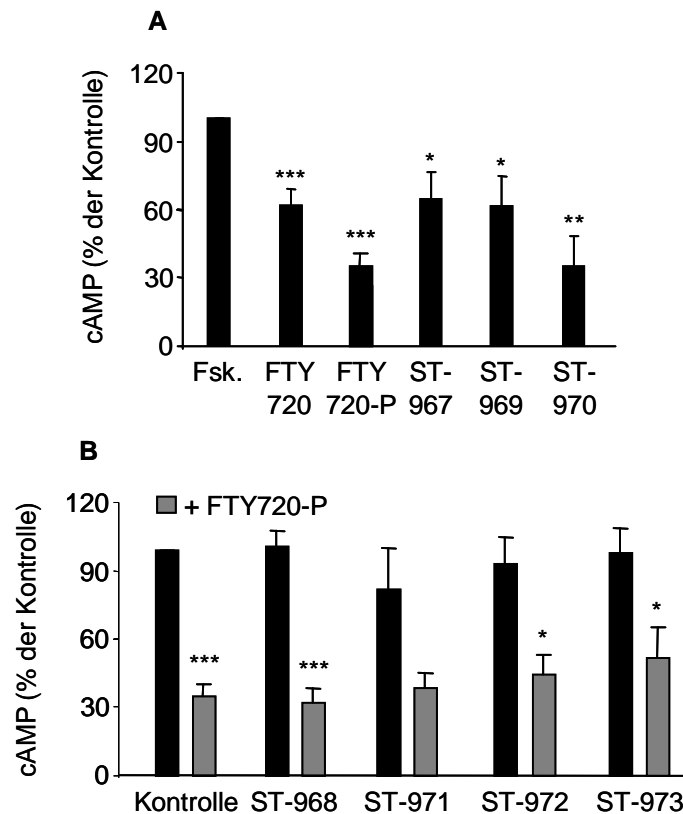 A
cAMP (% der Kontrolle)
120
90
60
30
0
***
***
*
*
**
Fsk. FTY FTY ST- ST- ST-
720 720-P 967 969 970
B
cAMP (% der Kontrolle)
120
90
60
30
0
+ FTY720-P
***
***
*
*
Kontrolle ST-968 ST-971 ST-972 ST-973